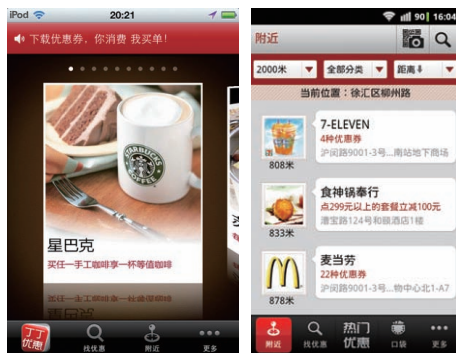 iPod 20:21
下载优惠券，你消费 我买单！
STARBUCKS
COFFEE
星巴克
买任一手工咖啡享一杯等值咖啡
丁丁
优惠
找优惠
附近
更多
90 16:04
附近
2000米 全部分类 距离
当前位置：徐汇区柳州路
7-ELEVEN
4种优惠券
沪闵路9001-3号...南站地下商场
808米
食神锅奉行
点299元以上的套餐立减100元
漕宝路124号和颐酒店1楼
833米
麦当劳
22种优惠券
沪闵路9001-3号...物中心北1-A7
878米
附近
找优惠
热门
优惠
口袋
更多